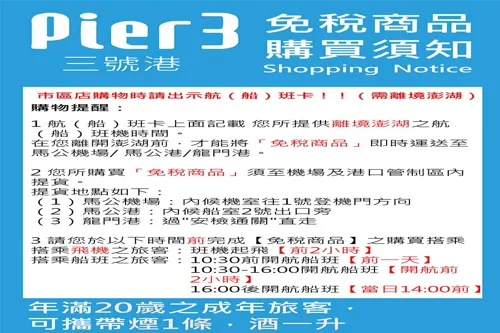 Pier3
三號港
免稅商品
購買須知
Shopping Notice
市區店購物時請出示航（船）班卡！！（需離境澎湖）
購物提醒：
1 航（船）班卡上面記載 您所提供離境澎湖之航
（船）班機時間。
在您離開澎湖前，才能將「免稅商品」即時運送至
馬公機場/ 馬公港/龍門港。
2 您所購買「免稅商品」須至機場及港口管制區內
提貨。
提貨地點如下：
（1）馬公機場：內候機室往1號登機門方向
（2）馬公港：內候船室2號出口旁
（3）龍門港：過"安檢通關"直走
3 請您於以下時間前完成【免稅商品】之購買搭乘
搭乘飛機之旅客：班機起飛【前2小時】
搭乘船班之旅客：10:30前開航船班【前一天】
10:30-16:00開航船班【開航前
2小時】
16:00後開航船班【當日14:00前】
年滿20歲之成年旅客，
可攜帶煙1條，酒一升